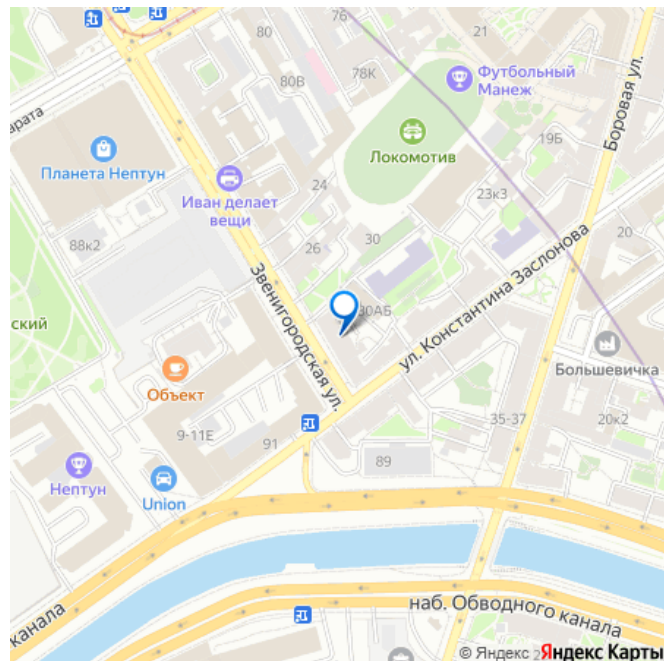 76
21
80
80В
78К
Футбольный
Манеж
Боровая ул.
арата
19Б
Планета Нептун
Локомотив
Иван делает
вещи
24
23к3
88к2
26
30
20
ский
Звенигородская ул.
30АБ
ул. Константина Заслонова
Объект
Большевичка
9-11Е
91
35-37
20к2
89
Нептун
Union
канала
наб. Обводного канала
© Яндекс
Яндекс Карты